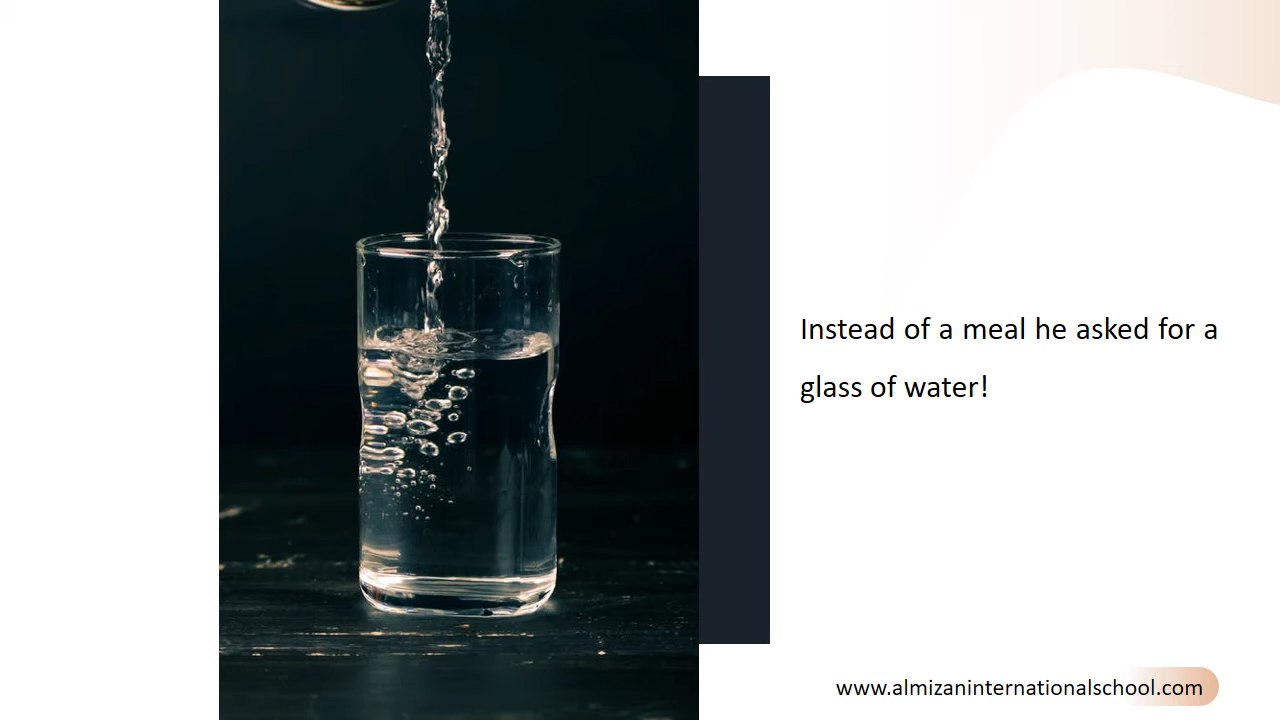 Instead of a meal he asked for a
glass of water!
www.almizaninternationalschool.com